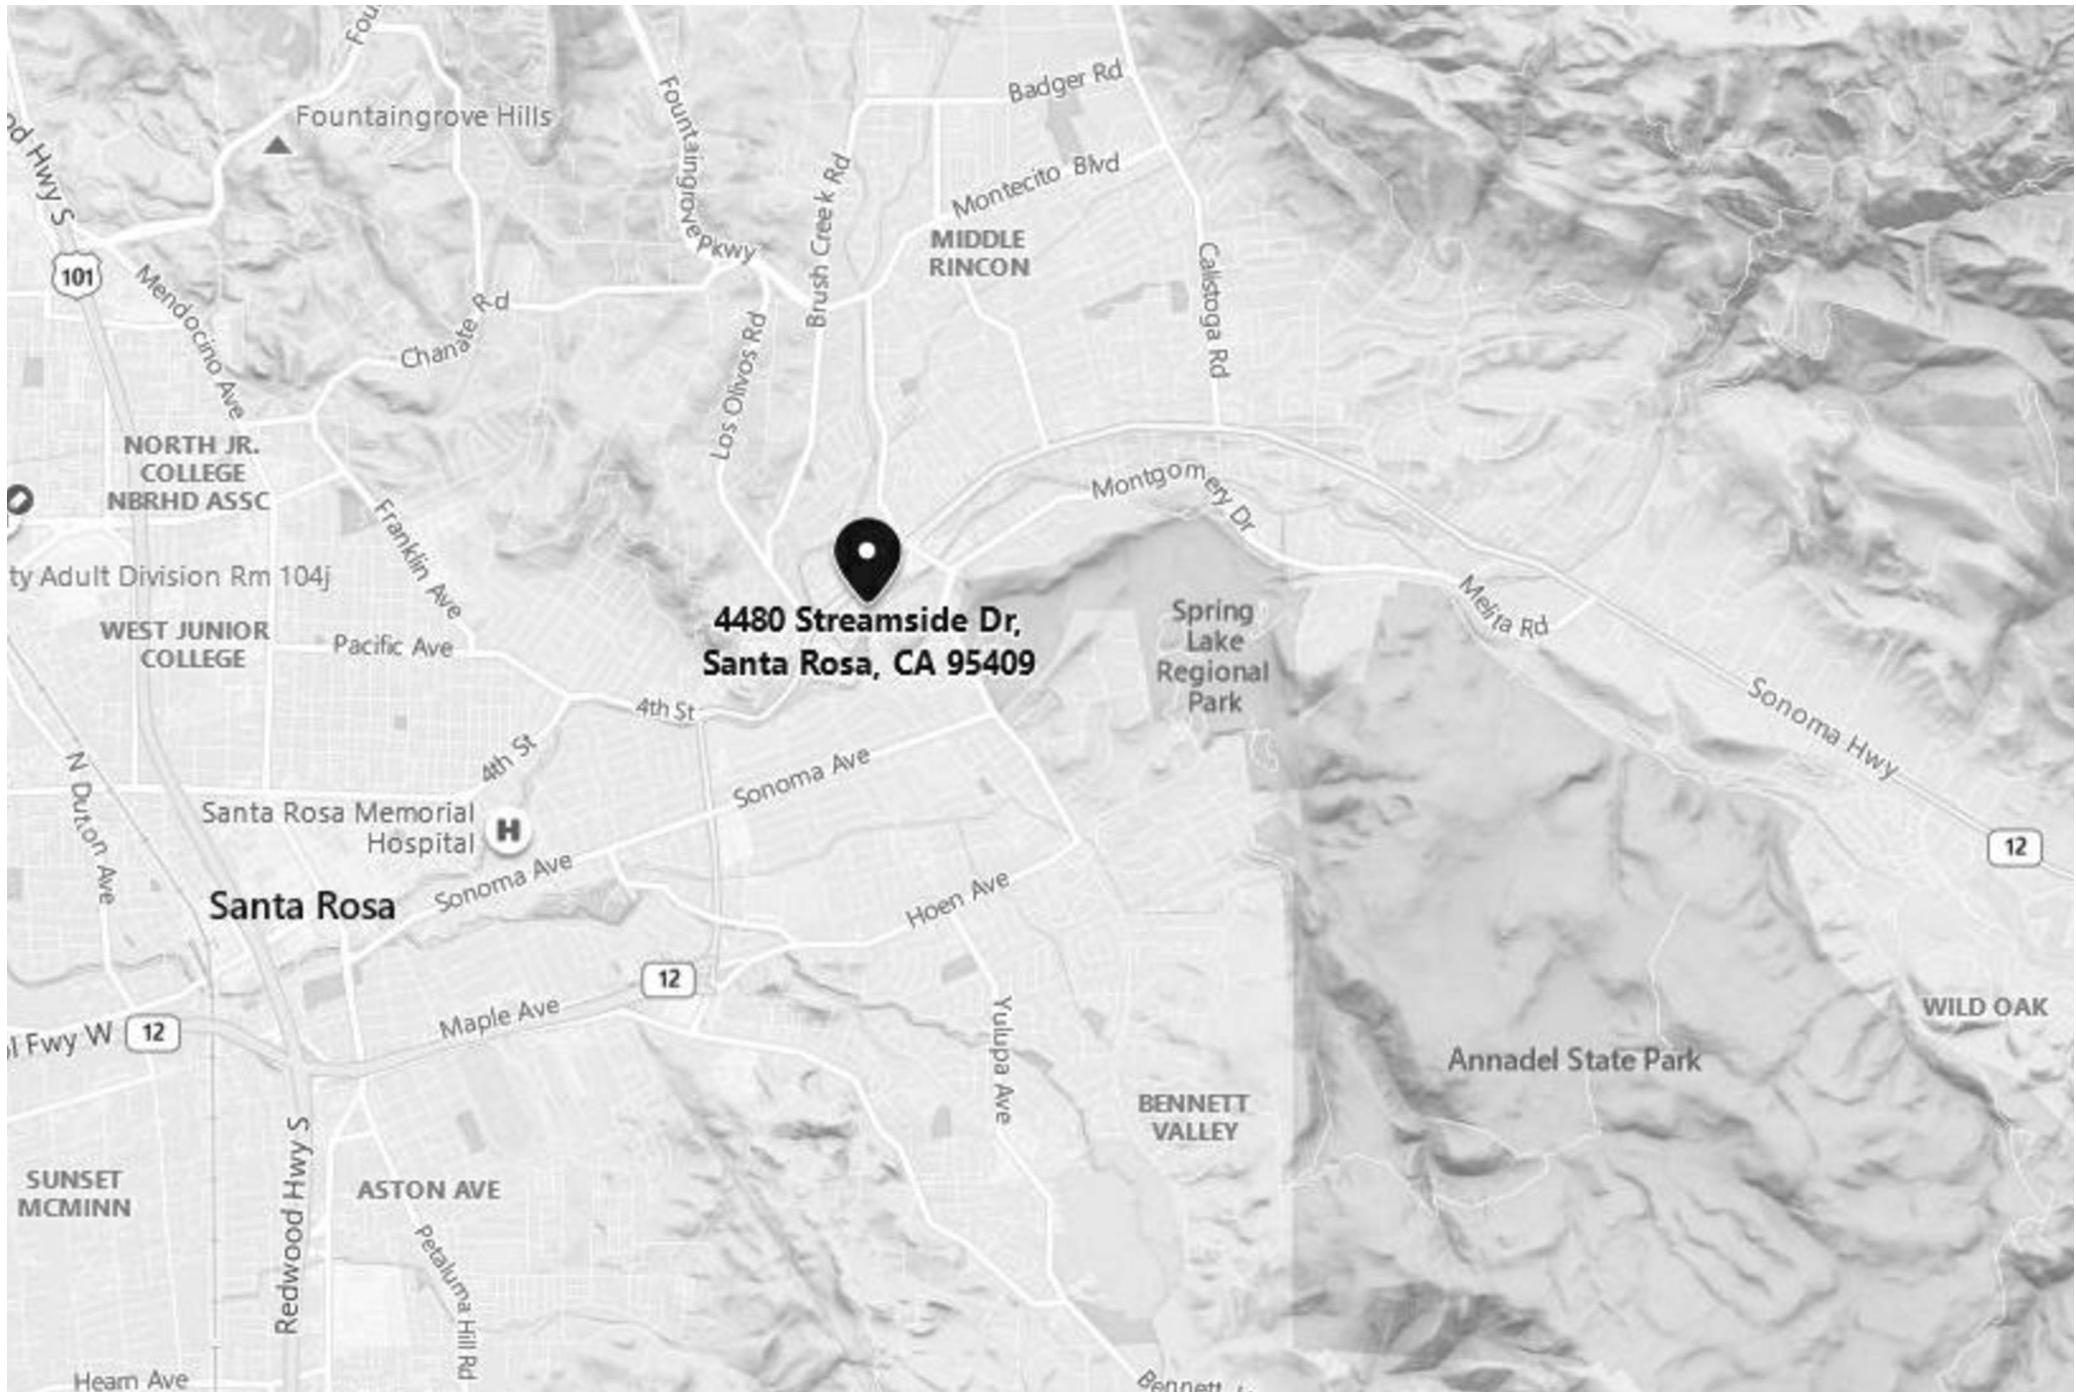 Fou
Badger Rd
Fountaingrove Hills
Fountaingrove Pkwy
od Hwy S
Brush Creek Rd
Montecito Blvd
MIDDLE
RINCON
101
Mendocino Ave
Calistoga Rd
Chanate Rd
Los Olivos Rd
NORTH JR.
COLLEGE
NBRHD ASSC
Montgomery Dr
Franklin Ave
ty Adult Division Rm 104j
4480 Streamside Dr,
Santa Rosa, CA 95409
Spring
Lake
Regional
Park
Melita Rd
WEST JUNIOR
COLLEGE
Pacific Ave
4th St
Sonoma Hwy
4th St
Sonoma Ave
N Dutton Ave
Santa Rosa Memorial
Hospital
H
12
Sonoma Ave
Santa Rosa
Hoen Ave
12
Maple Ave
12
l Fwy W
Yulupa Ave
WILD OAK
Annadel State Park
BENNETT
VALLEY
SUNSET
MCMINN
Redwood Hwy S
ASTON AVE
Petaluma Hill Rd
Hearn Ave
Bennett